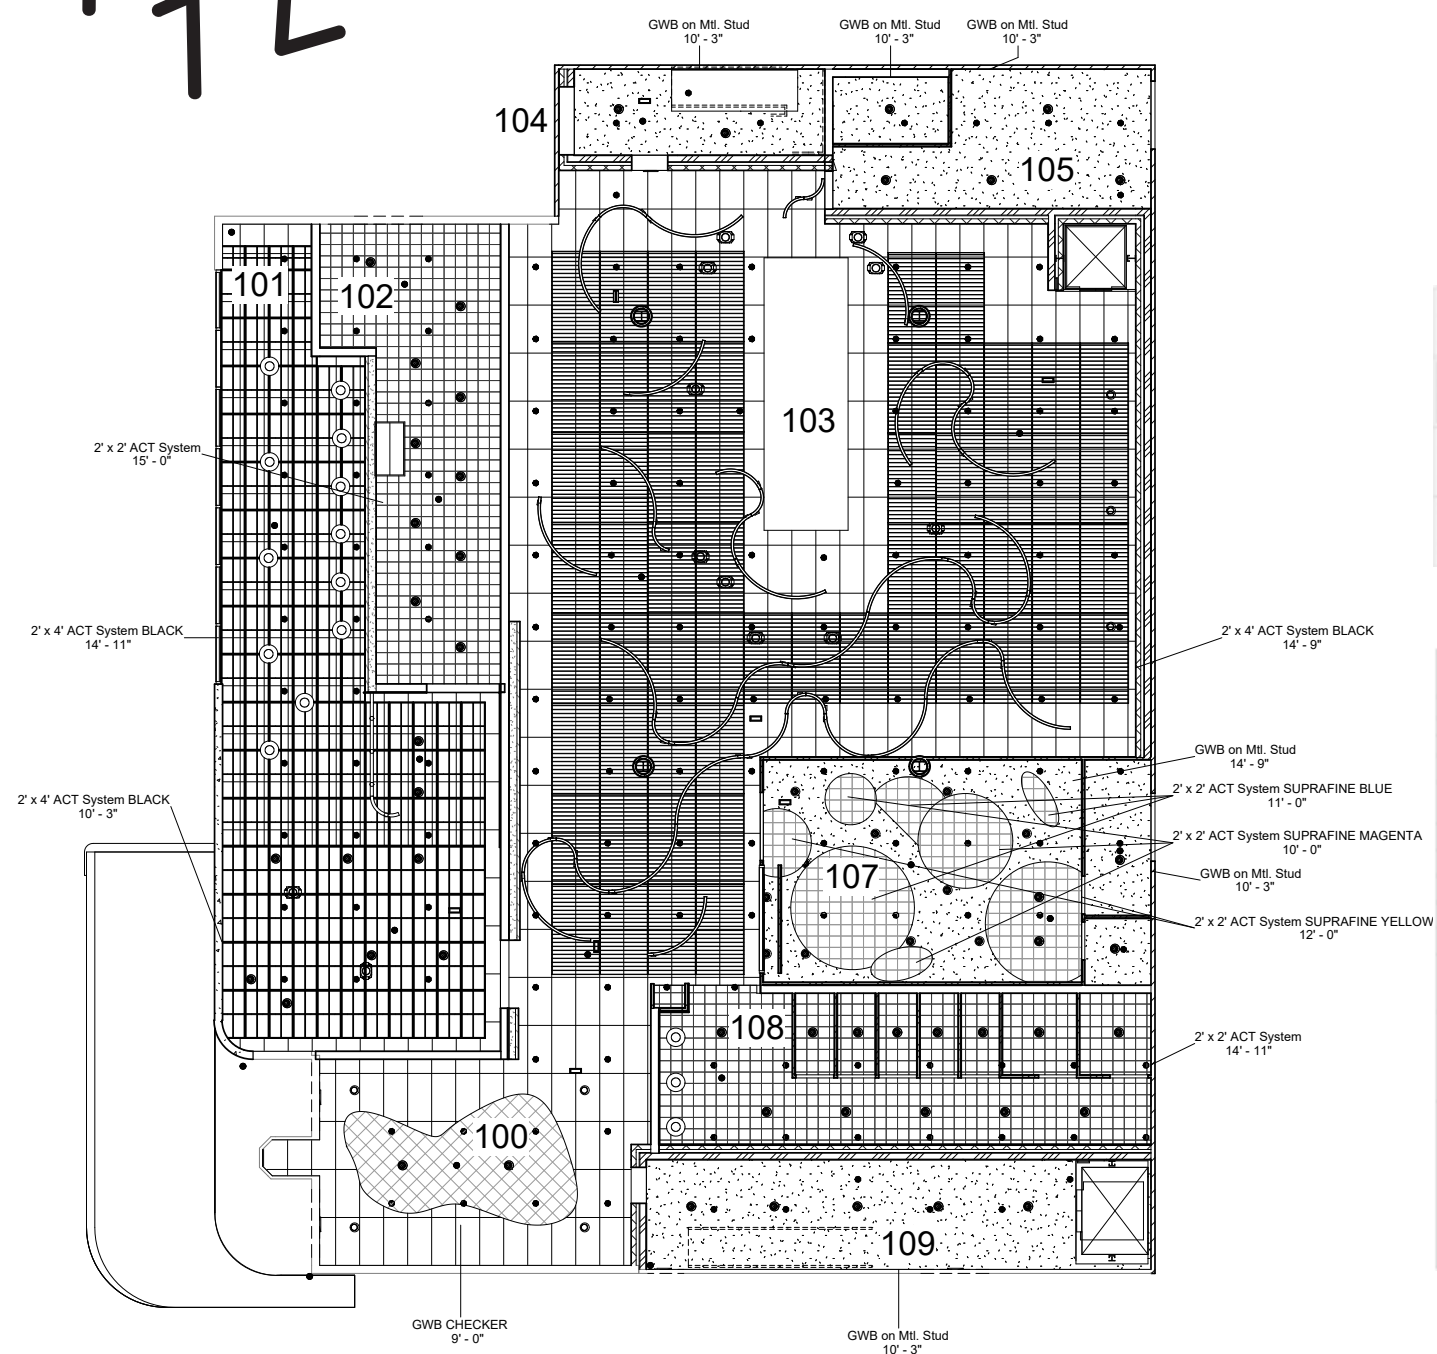 GWB on Mtl. Stud
10' - 3"
GWB on Mtl. Stud
10' - 3"
GWB on Mtl. Stud
10' - 3"
104
105
101
102
103
2' x 2' ACT System
15' - 0"
2' x 4' ACT System BLACK
14' - 11"
2' x 4' ACT System BLACK
14' - 9"
GWB on Mtl. Stud
14' - 9"
2' x 4' ACT System BLACK
10' - 3"
2' x 2' ACT System SUPRAFINE BLUE
11' - 0"
2' x 2' ACT System SUPRAFINE MAGENTA
10' - 0"
107
GWB on Mtl. Stud
10' - 3"
2' x 2' ACT System SUPRAFINE YELLOW
12' - 0"
108
2' x 2' ACT System
14' - 11"
100
109
GWB CHECKER
9' - 0"
GWB on Mtl. Stud
10' - 3"